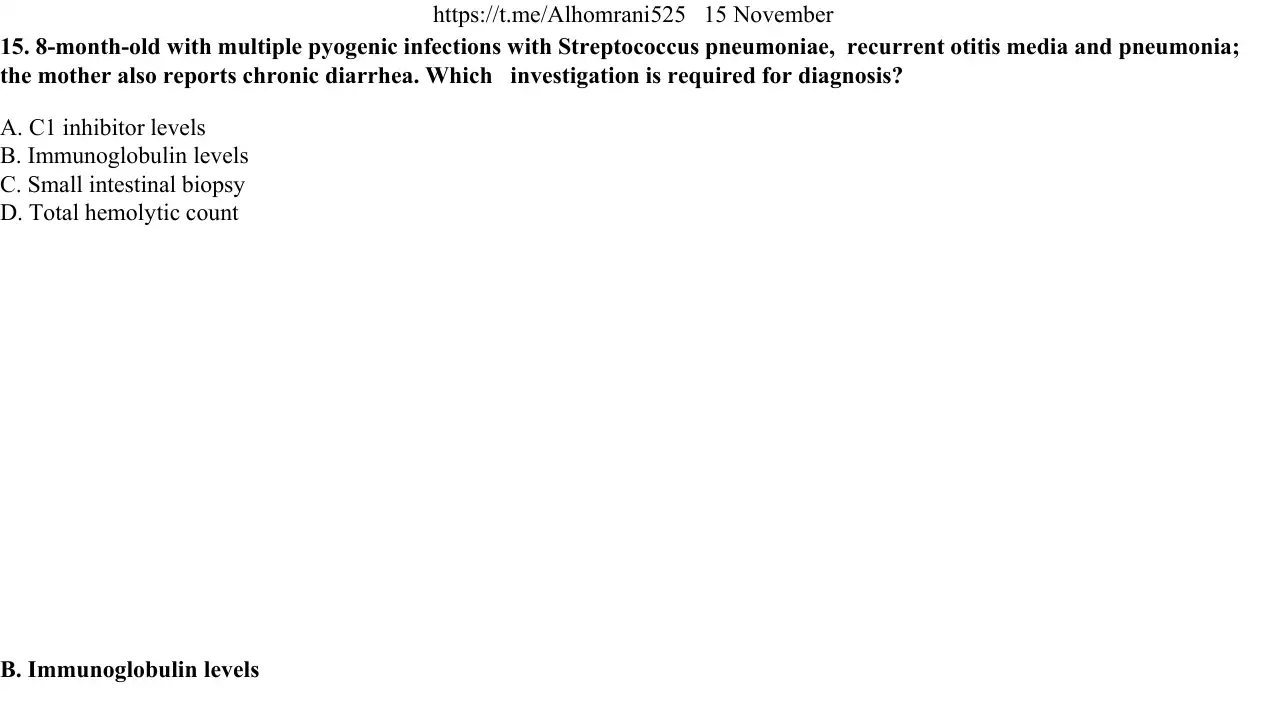 https://t.me/Alhomrani525   15 November
15. 8-month-old with multiple pyogenic infections with Streptococcus pneumoniae,  recurrent otitis media and pneumonia;
the mother also reports chronic diarrhea. Which   investigation is required for diagnosis?
A. C1 inhibitor levels
B. Immunoglobulin levels
C. Small intestinal biopsy
D. Total hemolytic count
B. Immunoglobulin levels